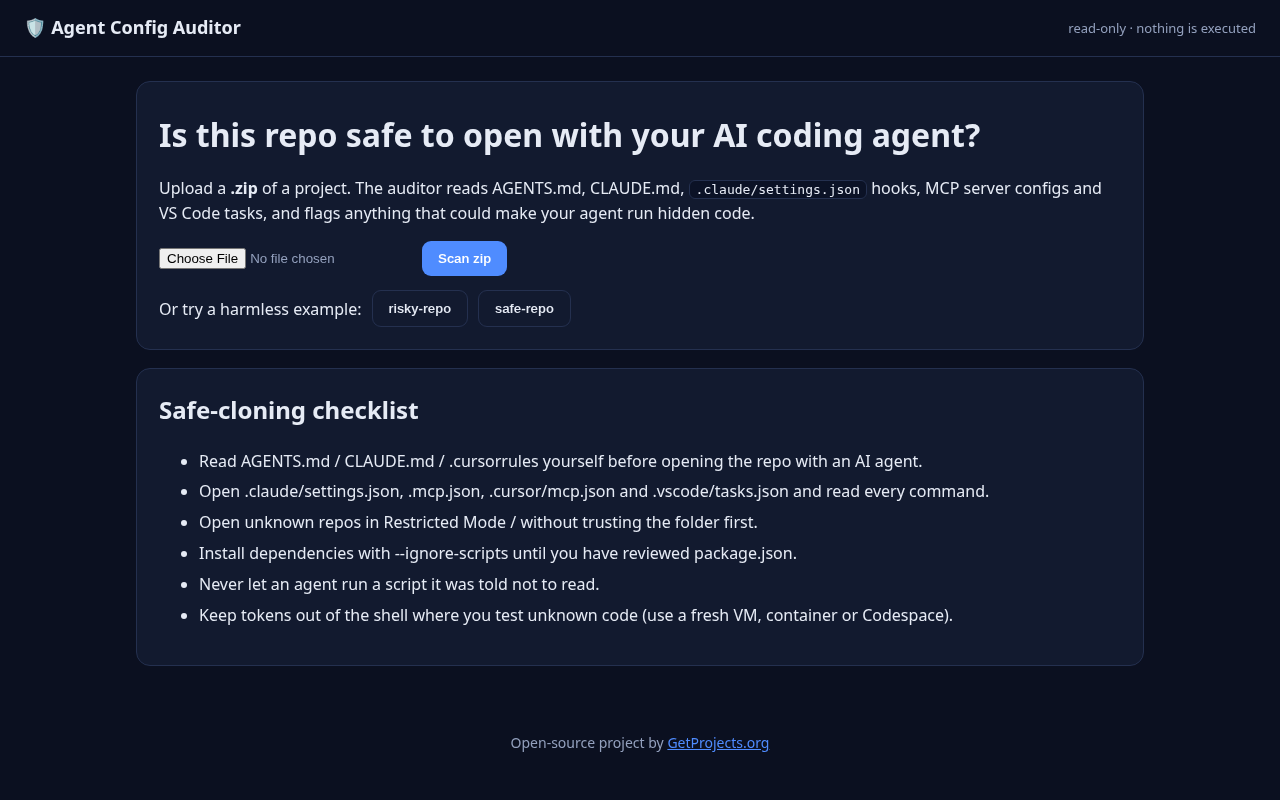 🛡️ Agent Config Auditor
read-only · nothing is executed
Is this repo safe to open with your AI coding agent?
Upload a .zip of a project. The auditor reads AGENTS.md, CLAUDE.md, .claude/settings.json hooks, MCP server configs and
VS Code tasks, and flags anything that could make your agent run hidden code.
Choose File No file chosen Scan zip
Or try a harmless example: risky-repo safe-repo
Safe-cloning checklist
• Read AGENTS.md / CLAUDE.md / .cursorrules yourself before opening the repo with an AI agent.
• Open .claude/settings.json, .mcp.json, .cursor/mcp.json and .vscode/tasks.json and read every command.
• Open unknown repos in Restricted Mode / without trusting the folder first.
• Install dependencies with --ignore-scripts until you have reviewed package.json.
• Never let an agent run a script it was told not to read.
• Keep tokens out of the shell where you test unknown code (use a fresh VM, container or Codespace).
Open-source project by GetProjects.org